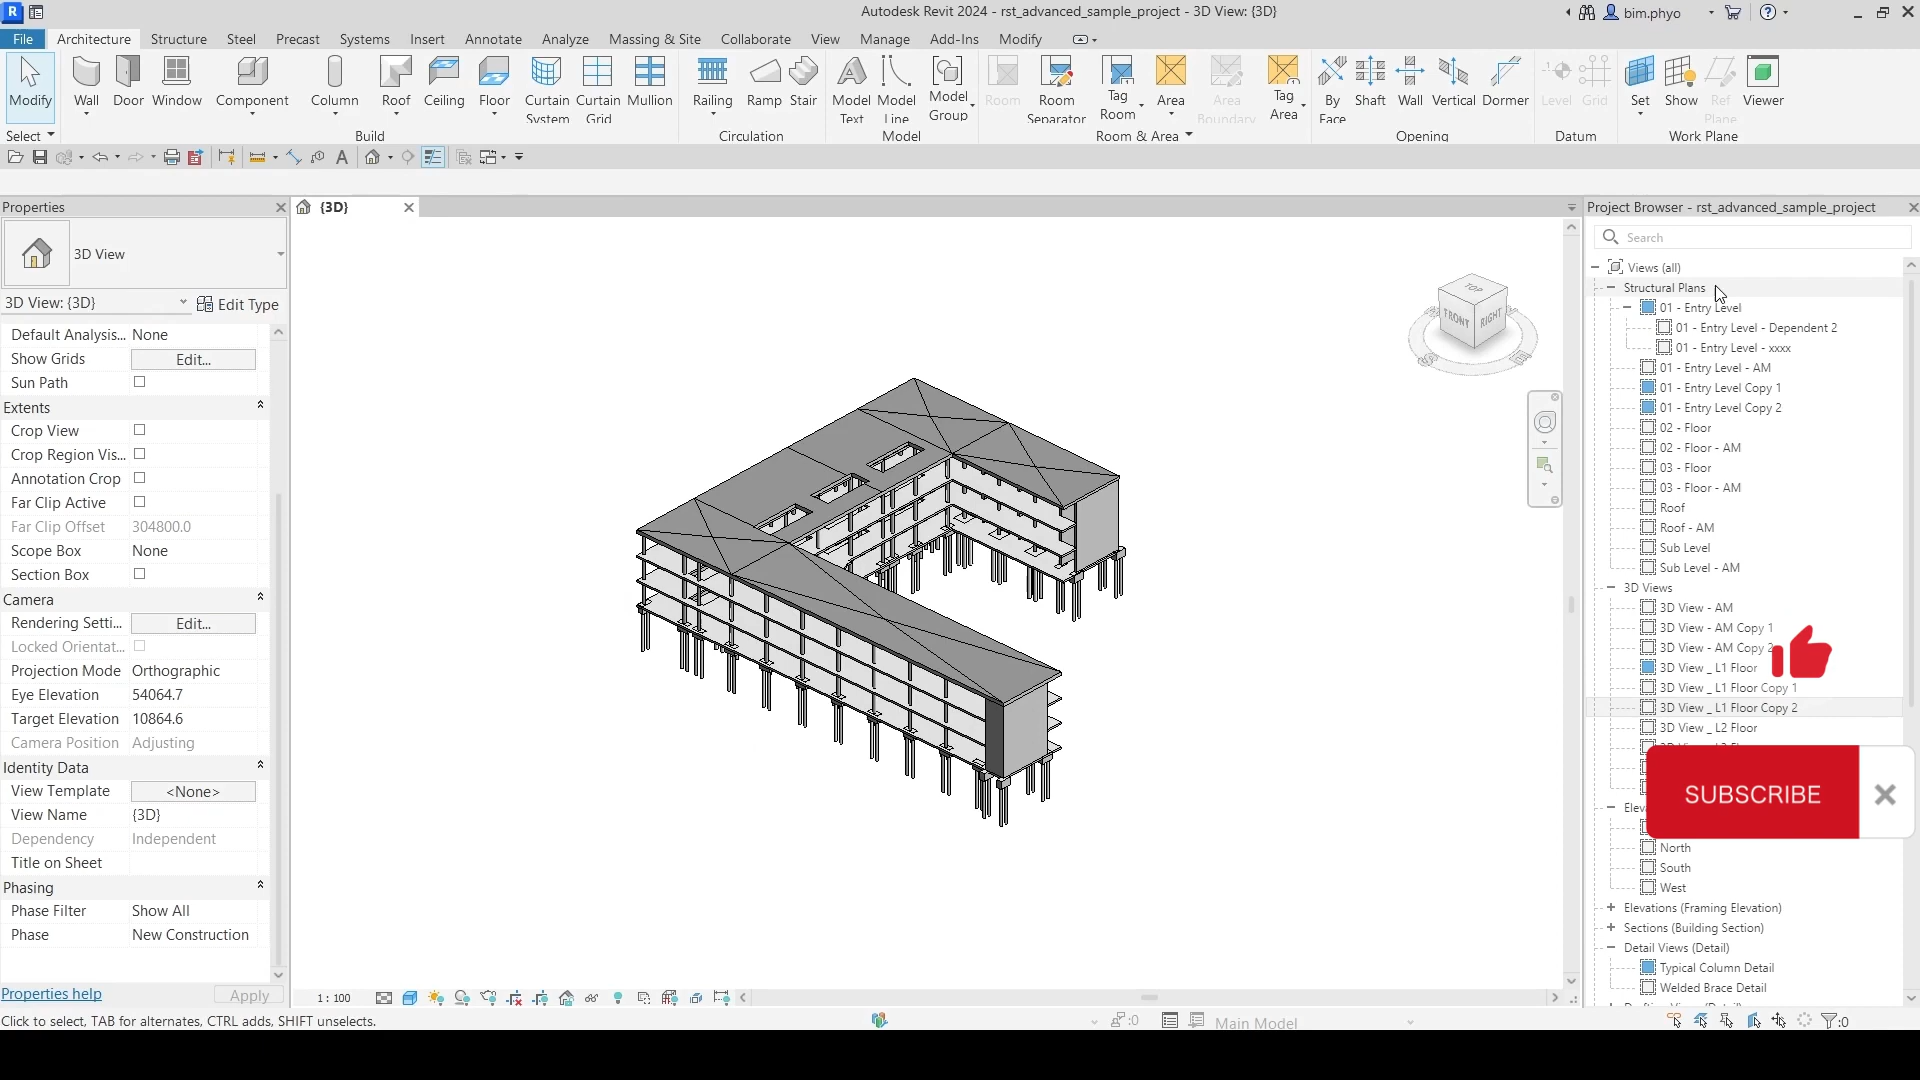 R
Autodesk Revit 2024 - rst_advanced_sample_project - 3D View: {3D}
bim.phyo
File Architecture Structure Steel Precast Systems Insert Annotate Analyze Massing & Site Collaborate View Manage Add-Ins Modify
Modify
Wall
Door
Window
Component
Column
Roof
Ceiling
Floor
Curtain System
Curtain Grid
Mullion
Railing
Ramp
Stair
Model Text
Model Line
Model Group
Room
Room Separator
Tag Room
Area
Area Boundary
Tag Area
By Face
Shaft
Wall
Vertical
Dormer
Level
Grid
Set
Show
Ref Plane
Viewer
Select
Build
Circulation
Model
Room & Area
Opening
Datum
Work Plane
Properties
3D View
3D View: {3D}
Edit Type
Default Analysis... None
Show Grids Edit...
Sun Path
Extents
Crop View
Crop Region Vis...
Annotation Crop
Far Clip Active
Far Clip Offset 304800.0
Scope Box None
Section Box
Camera
Rendering Setti... Edit...
Locked Orientat...
Projection Mode Orthographic
Eye Elevation 54064.7
Target Elevation 10864.6
Camera Position Adjusting
Identity Data
View Template <None>
View Name {3D}
Dependency Independent
Title on Sheet
Phasing
Phase Filter Show All
Phase New Construction
Properties help
Apply
{3D}
TOP
FRONT
RIGHT
S
E
1 : 100
Project Browser - rst_advanced_sample_project
Search
Views (all)
Structural Plans
01 - Entry Level
01 - Entry Level - Dependent 2
01 - Entry Level - xxxx
01 - Entry Level - AM
01 - Entry Level Copy 1
01 - Entry Level Copy 2
02 - Floor
02 - Floor - AM
03 - Floor
03 - Floor - AM
Roof
Roof - AM
Sub Level
Sub Level - AM
3D Views
3D View - AM
3D View - AM Copy 1
3D View - AM Copy 2
3D View _ L1 Floor
3D View _ L1 Floor Copy 1
3D View _ L1 Floor Copy 2
3D View _ L2 Floor
SUBSCRIBE
Ele
North
South
West
Elevations (Framing Elevation)
Sections (Building Section)
Detail Views (Detail)
Typical Column Detail
Welded Brace Detail
Click to select, TAB for alternates, CTRL adds, SHIFT unselects.
:0
Main Model
:0